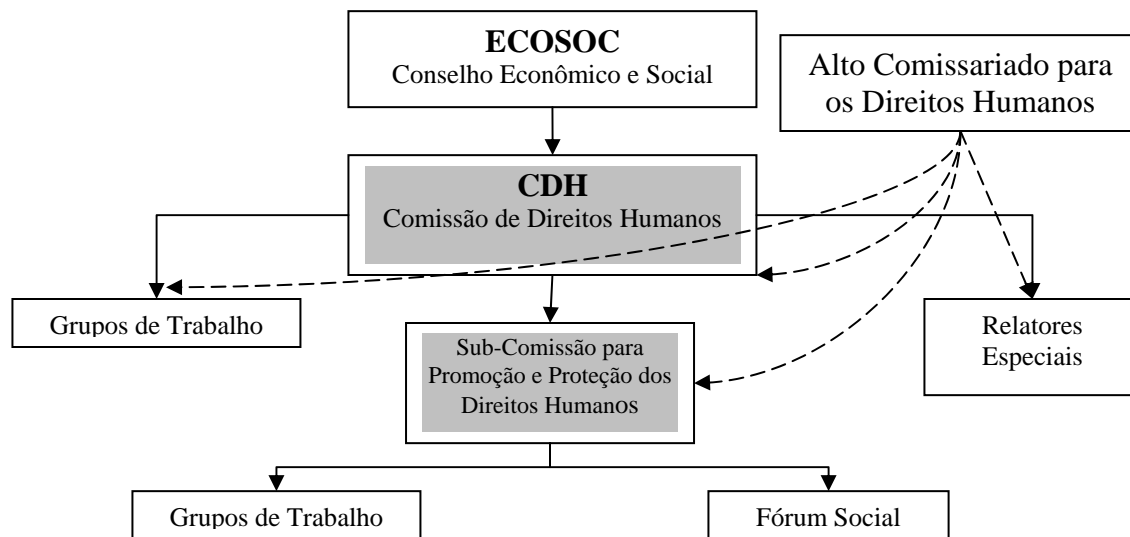 ECOSOC
Conselho Econômico e Social
Alto Comissariado para
os Direitos Humanos
CDH
Comissão de Direitos Humanos
Grupos de Trabalho
Relatores
Especiais
Sub-Comissão para
Promoção e Proteção dos
Direitos Humanos
Grupos de Trabalho
Fórum Social